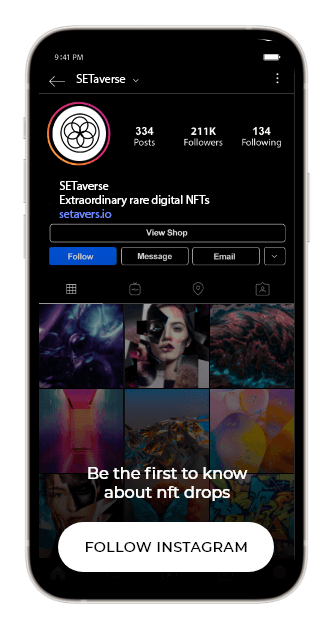 9:41 PM
SETaverse
334
211K
134
Posts
Followers
Following
SETaverse
Extraordinary rare digital NFTs
setavers.io
View Shop
Follow
Message
Email
Be the first to know
about nft drops
FOLLOW INSTAGRAM